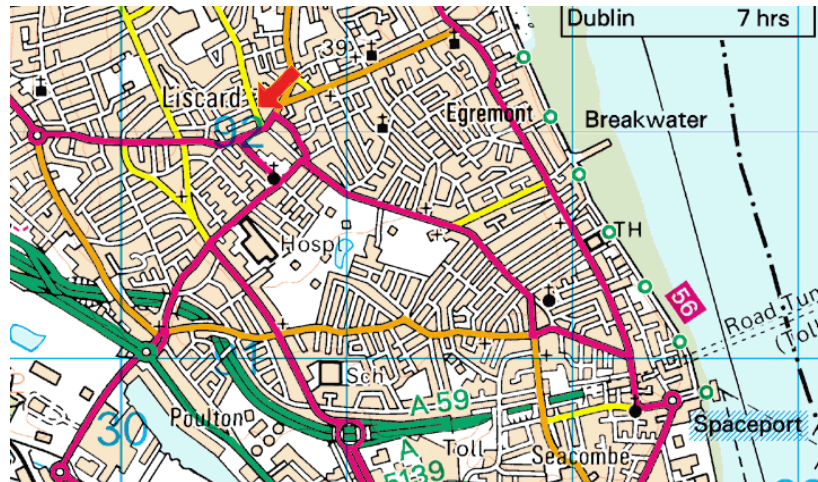 Dublin 7 hrs
39
Liscard
Egremont
Breakwater
92
TH
Hospl
56
Road Tun
(Toll
91
Sch
A 59
30
Poulton
Toll
A
5139
Spaceport
Seacombe